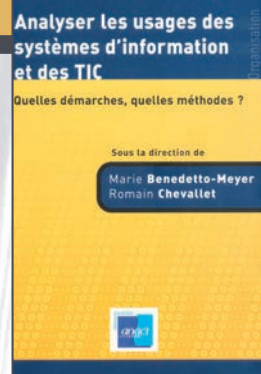 Analyser les usages des
systèmes d'information
et des TIC
Organisation
Quelles démarches, quelles méthodes ?
Sous la direction de
Marie Benedetto-Meyer
Romain Chevallet
anact